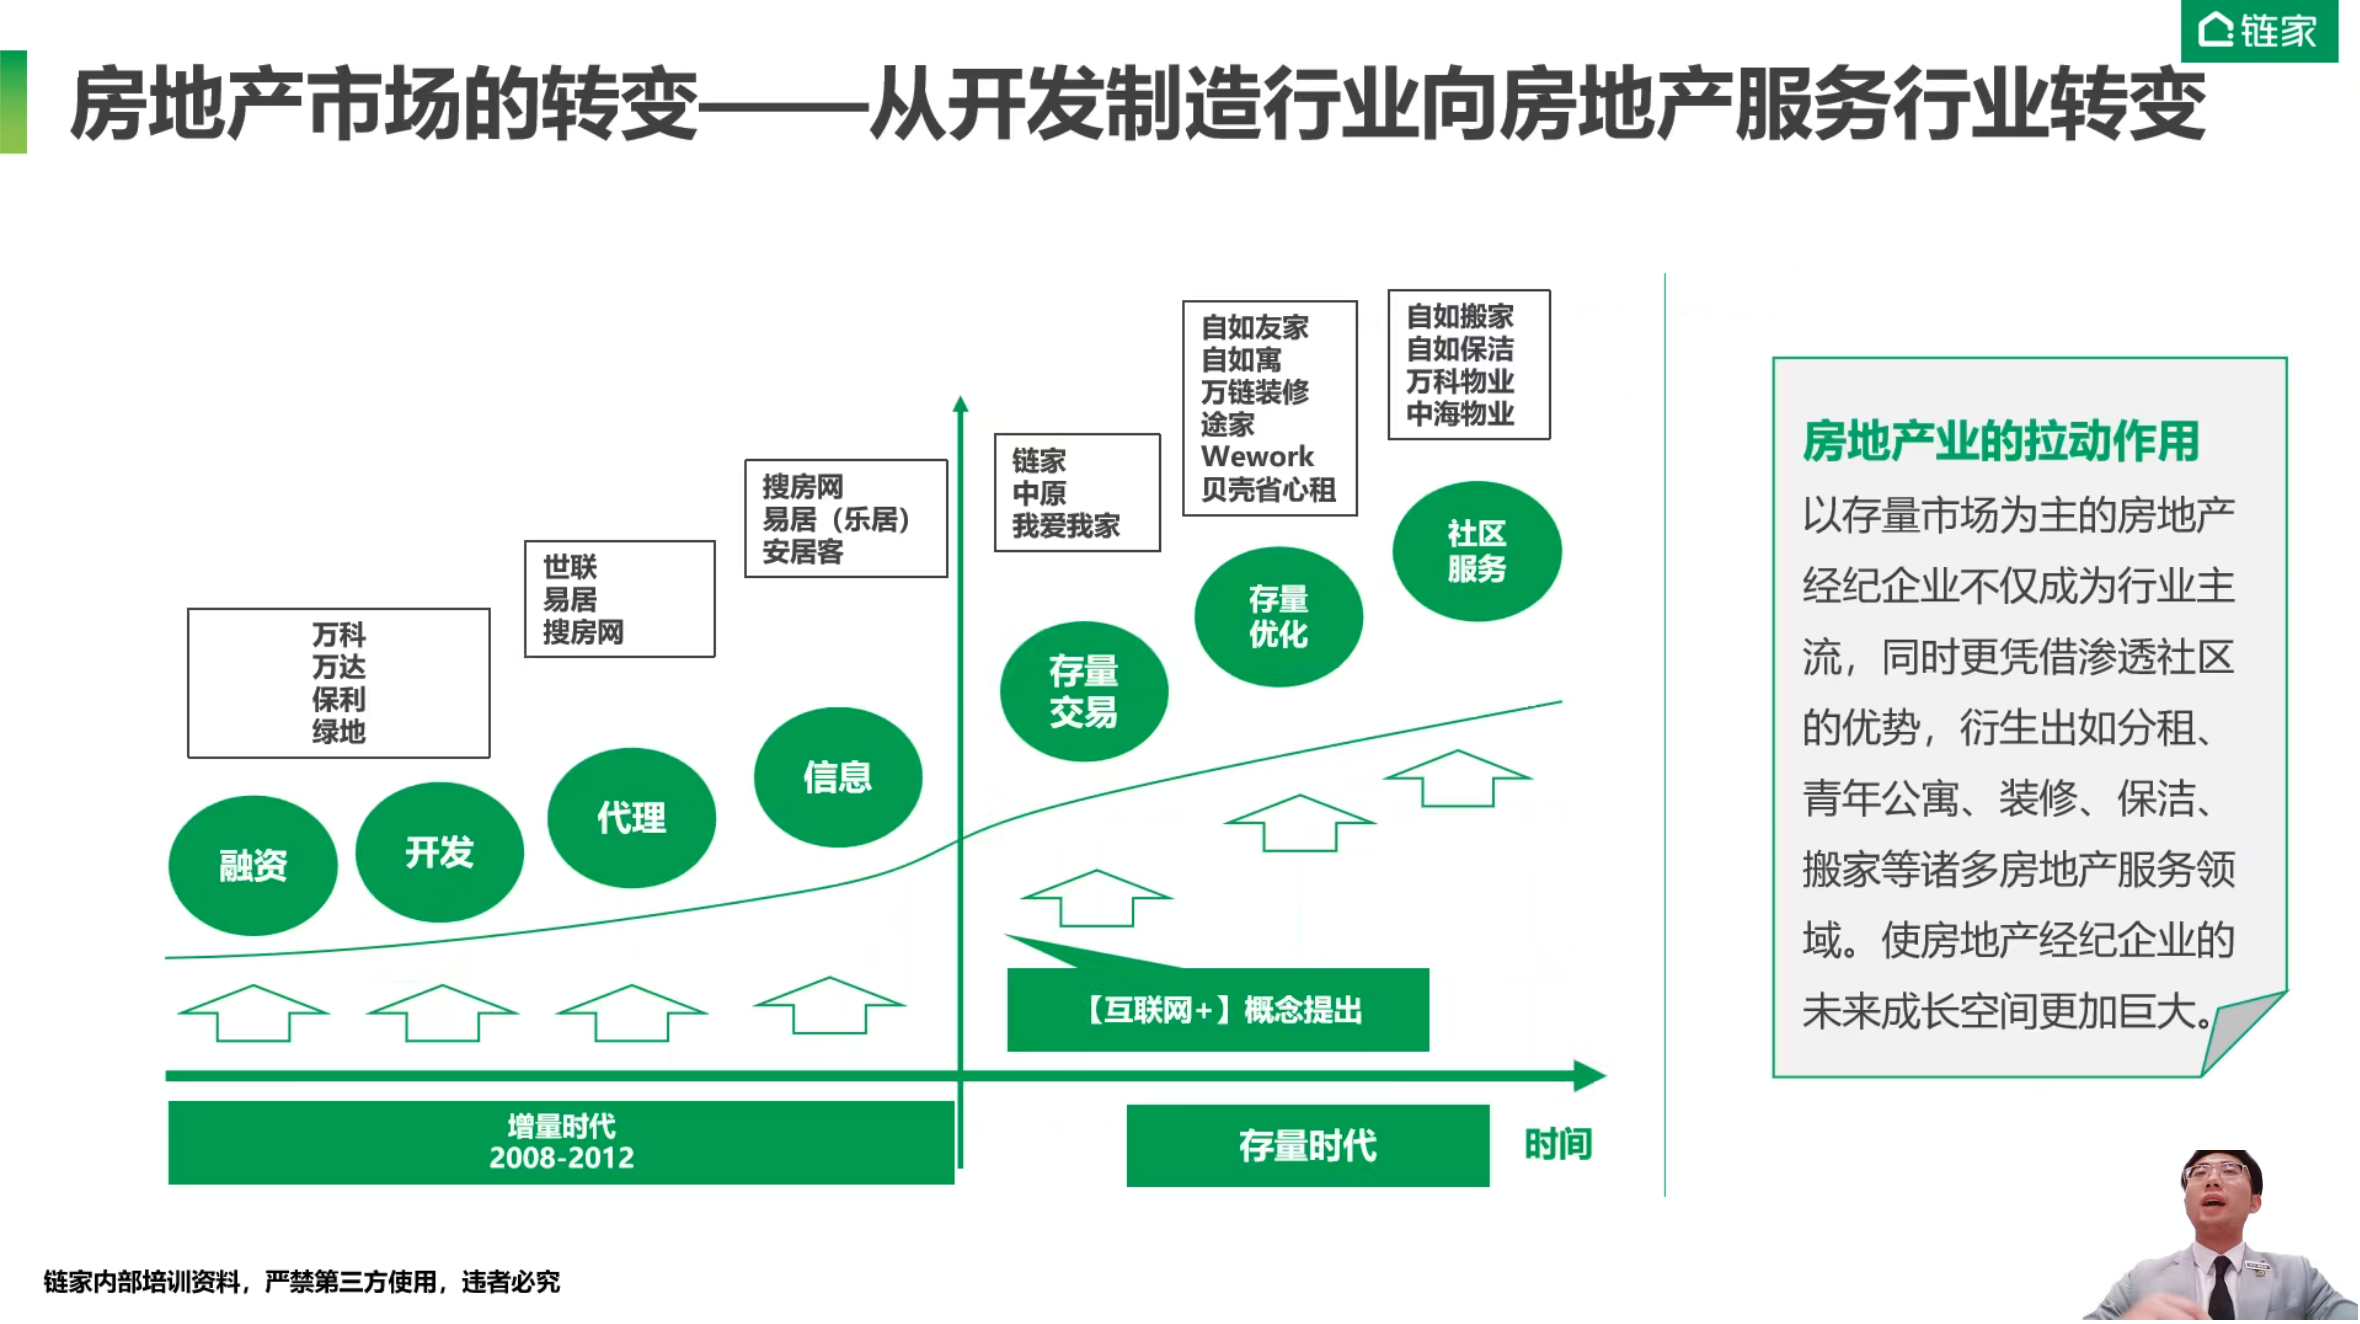 链家
房地产市场的转变——从开发制造行业向房地产服务行业转变
万科
万达
保利
绿地
世联
易居
搜房网
搜房网
易居（乐居）
安居客
链家
中原
我爱我家
自如友家
自如寓
万链装修
途家
Wework
贝壳省心租
自如搬家
自如保洁
万科物业
中海物业
融资
开发
代理
信息
存量
交易
存量
优化
社区
服务
【互联网+】概念提出
增量时代
2008-2012
存量时代
时间
房地产业的拉动作用
以存量市场为主的房地产
经纪企业不仅成为行业主
流，同时更凭借渗透社区
的优势，衍生出如分租、
青年公寓、装修、保洁、
搬家等诸多房地产服务领
域。使房地产经纪企业的
未来成长空间更加巨大。
链家内部培训资料，严禁第三方使用，违者必究